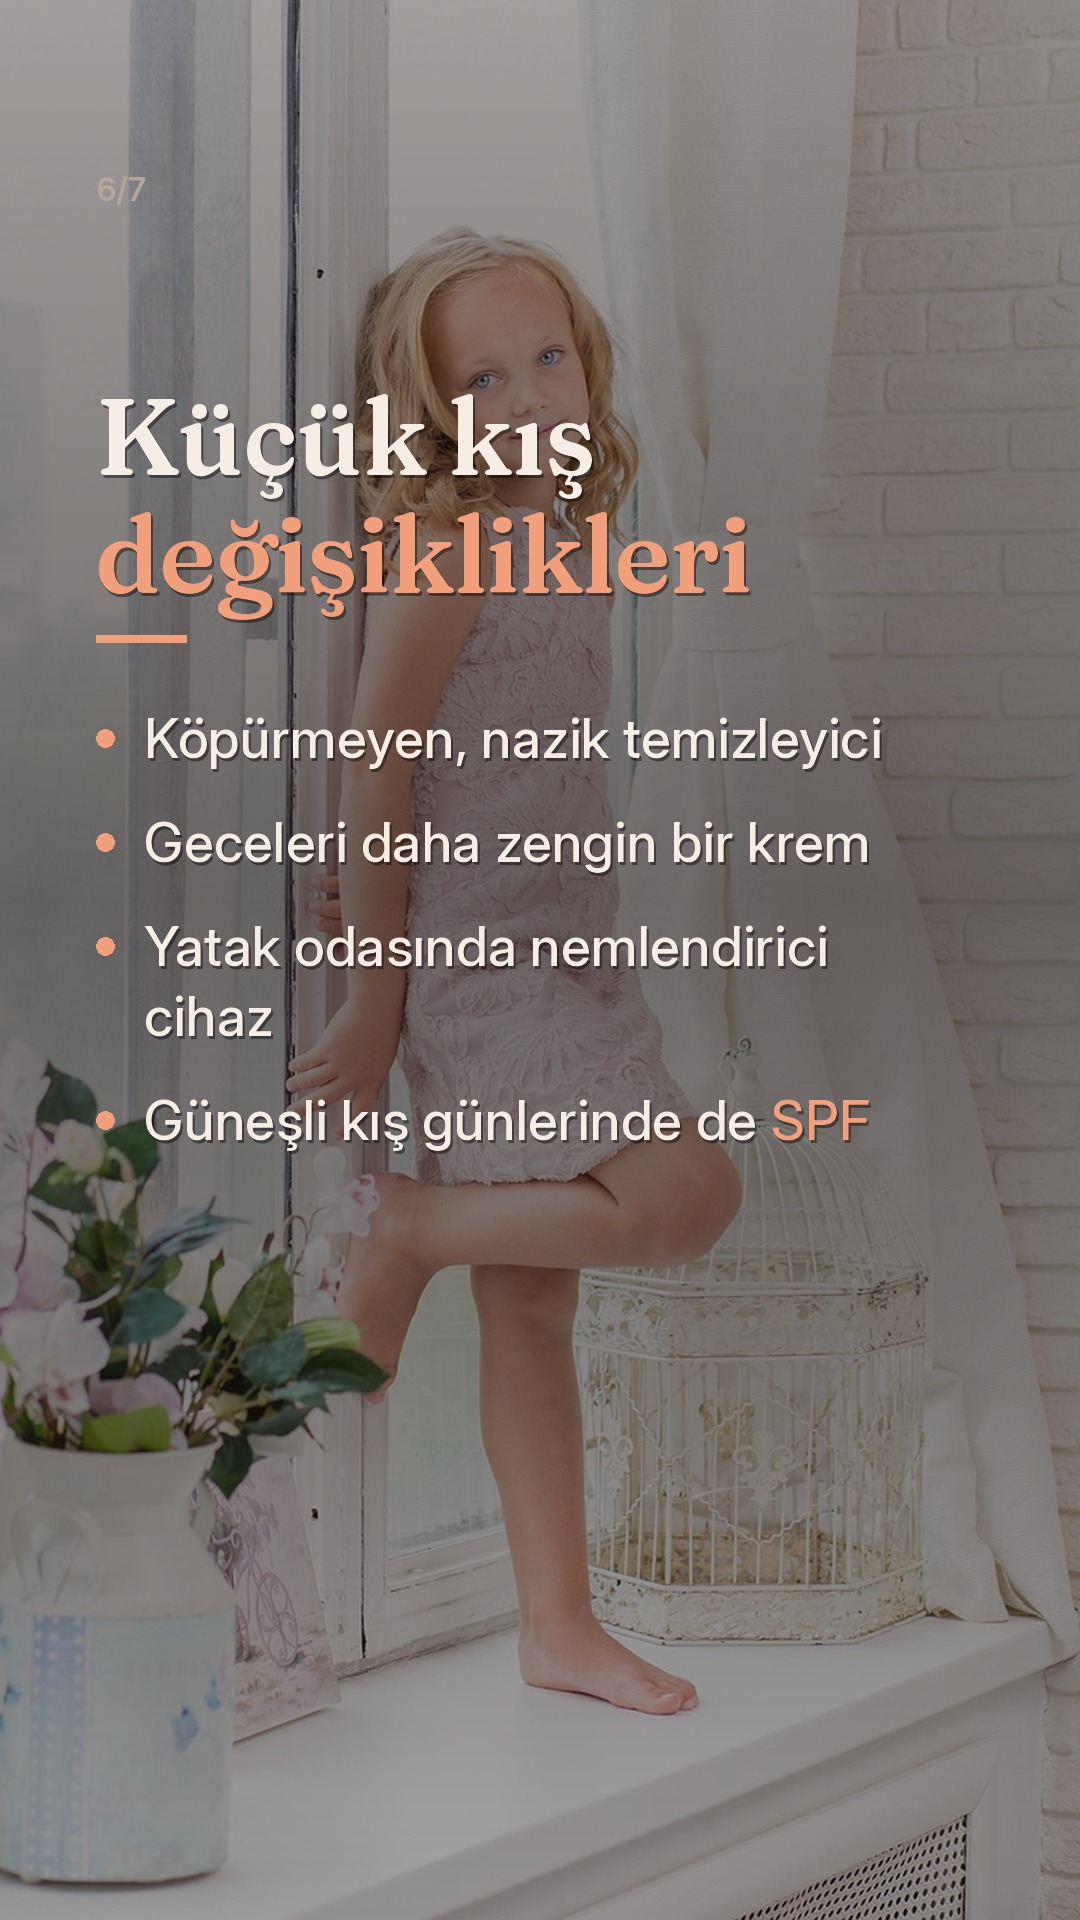 6/7
Küçük kış
değişiklikleri
Köpürmeyen, nazik temizleyici
Geceleri daha zengin bir krem
Yatak odasında nemlendirici
cihaz
Güneşli kış günlerinde de SPF